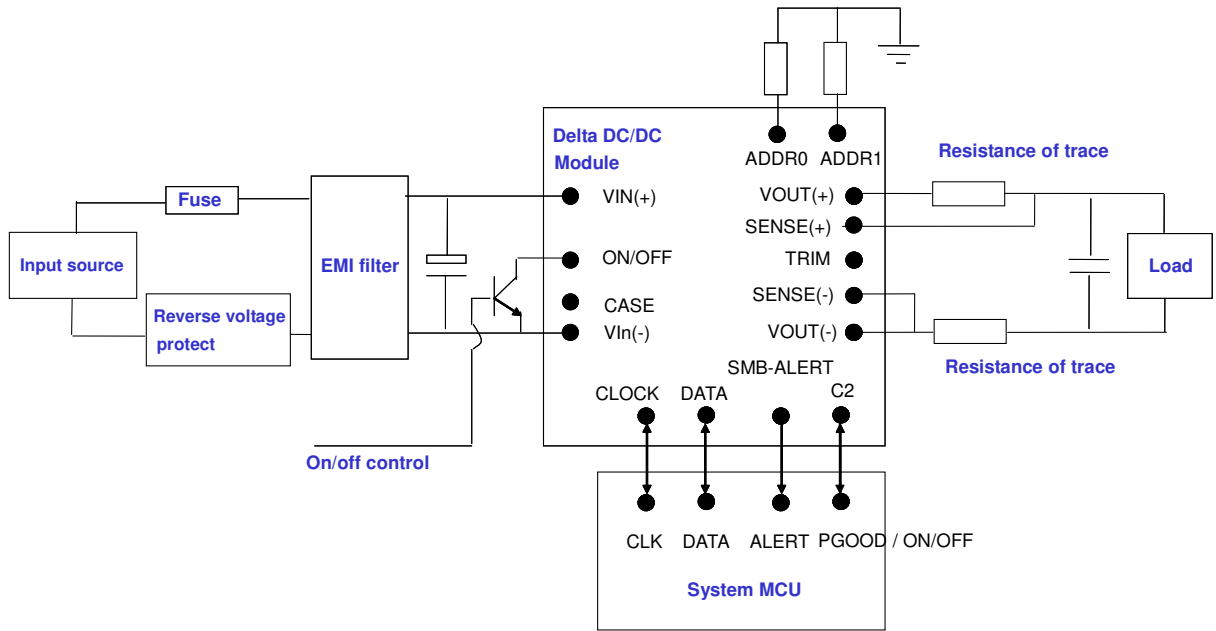 Delta DC/DC
Module
ADDR0 ADDR1
Resistance of trace
Fuse
VIN(+)
VOUT(+)
SENSE(+)
Input source
EMI filter
ON/OFF
TRIM
Load
CASE
SENSE(-)
Reverse voltage
protect
VIn(-)
VOUT(-)
Resistance of trace
SMB-ALERT
CLOCK DATA C2
On/off control
CLK DATA ALERT PGOOD / ON/OFF
System MCU